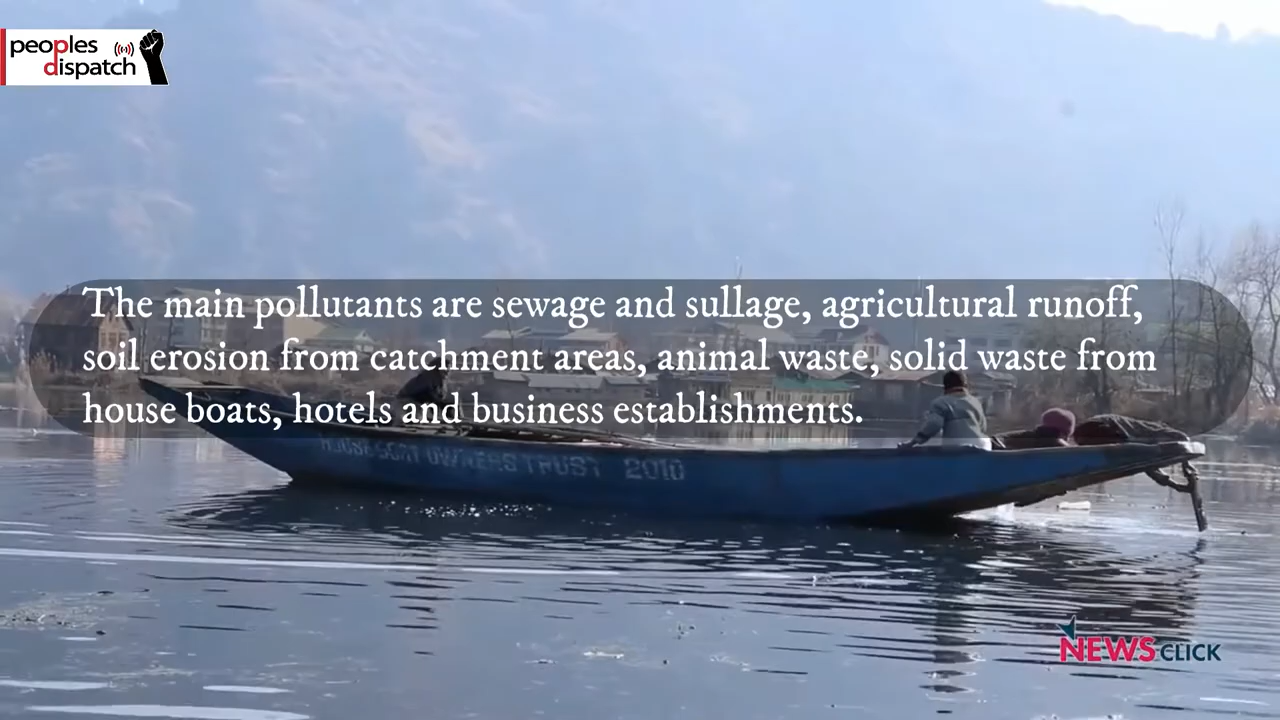 peoples
dispatch
The main pollutants are sewage and sullage, agricultural runoff,
soil erosion from catchment areas, animal waste, solid waste from
house boats, hotels and business establishments.
OWNERS TRUST 2010
NEWSCLICK